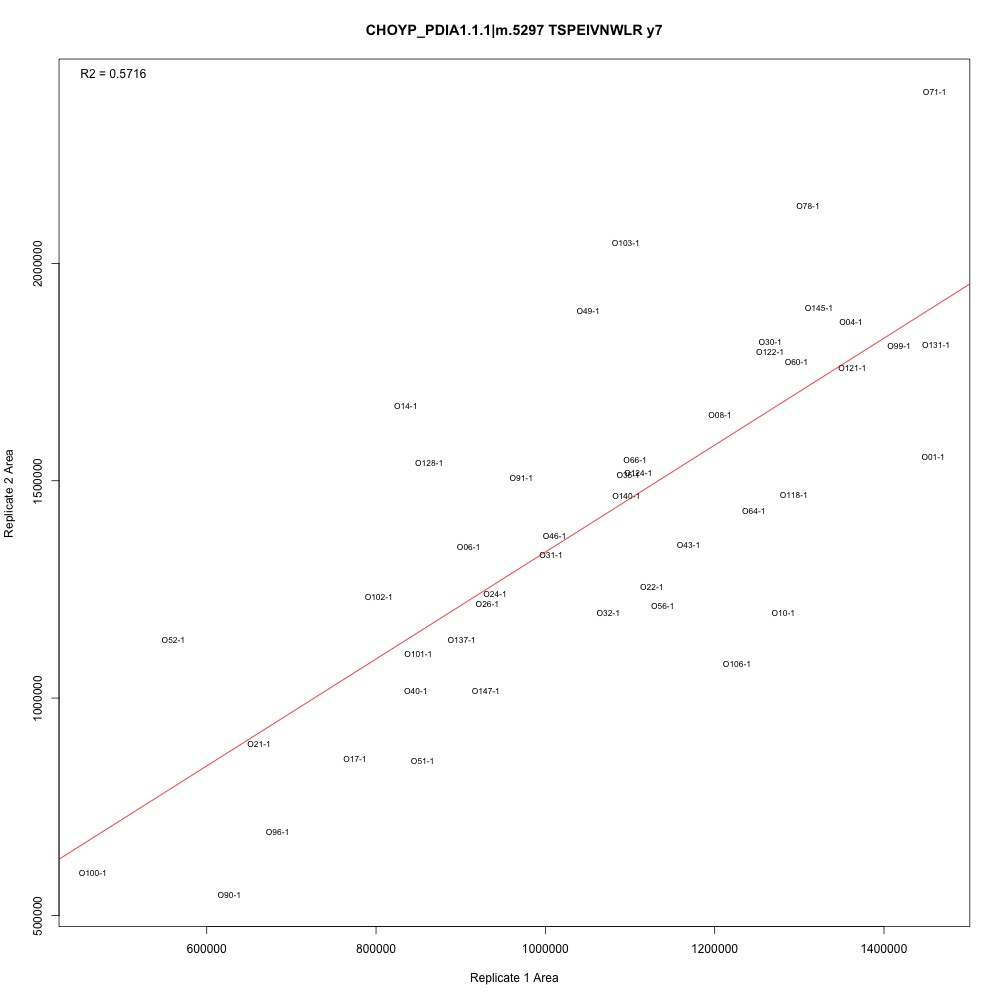 CHOYP_PDIA1.1.1|m.5297 TSPEIVNWLR y7
R2 = 0.5716
O71-1
O78-1
O103-1
2000000
O49-1
O145-1
O04-1
O30-1
O99-1
O131-1
O122-1
O60-1
O121-1
O14-1
O08-1
O66-1
O01-1
O128-1
O124-1
O91-1
1500000
O140-1
O118-1
O64-1
O46-1
O43-1
O06-1
O31-1
O22-1
O24-1
O102-1
O26-1
O56-1
O32-1
O10-1
O52-1
O137-1
O101-1
O106-1
1000000
O40-1
O147-1
O21-1
O17-1
O51-1
O96-1
O100-1
O90-1
500000
600000
800000
1000000
1200000
1400000
Replicate 1 Area
Replicate 2 Area